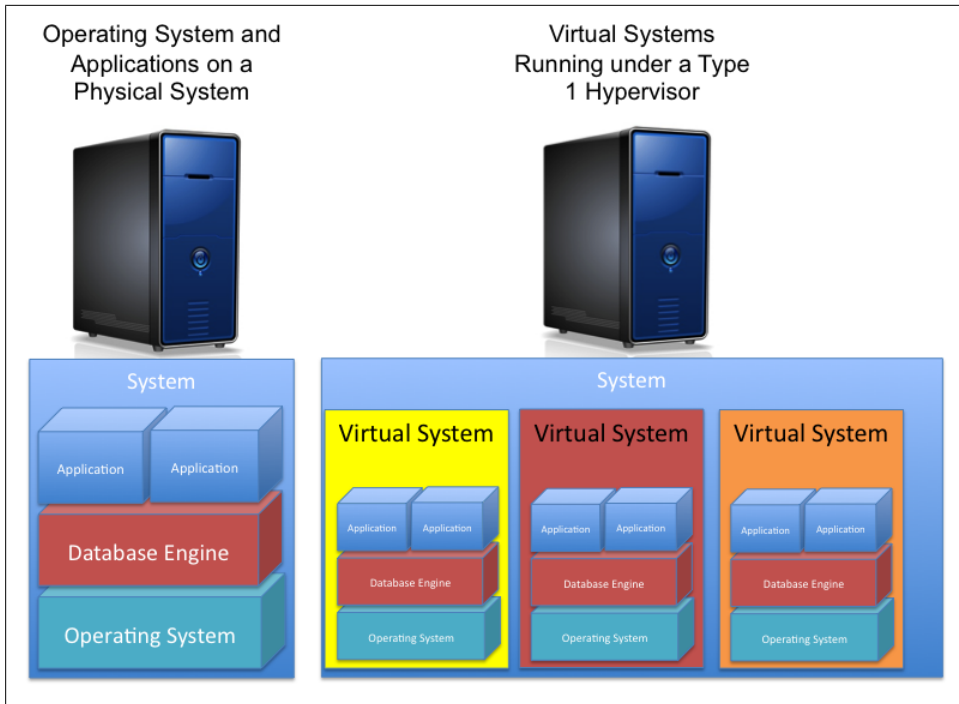 Operating System and
Applications on a
Physical System
Virtual Systems
Running under a Type
1 Hypervisor
System
Application
Application
Database Engine
Operating System
System
Virtual System
Application
Application
Database Engine
Operating System
Virtual System
Application
Application
Database Engine
Operating System
Virtual System
Application
Application
Database Engine
Operating System